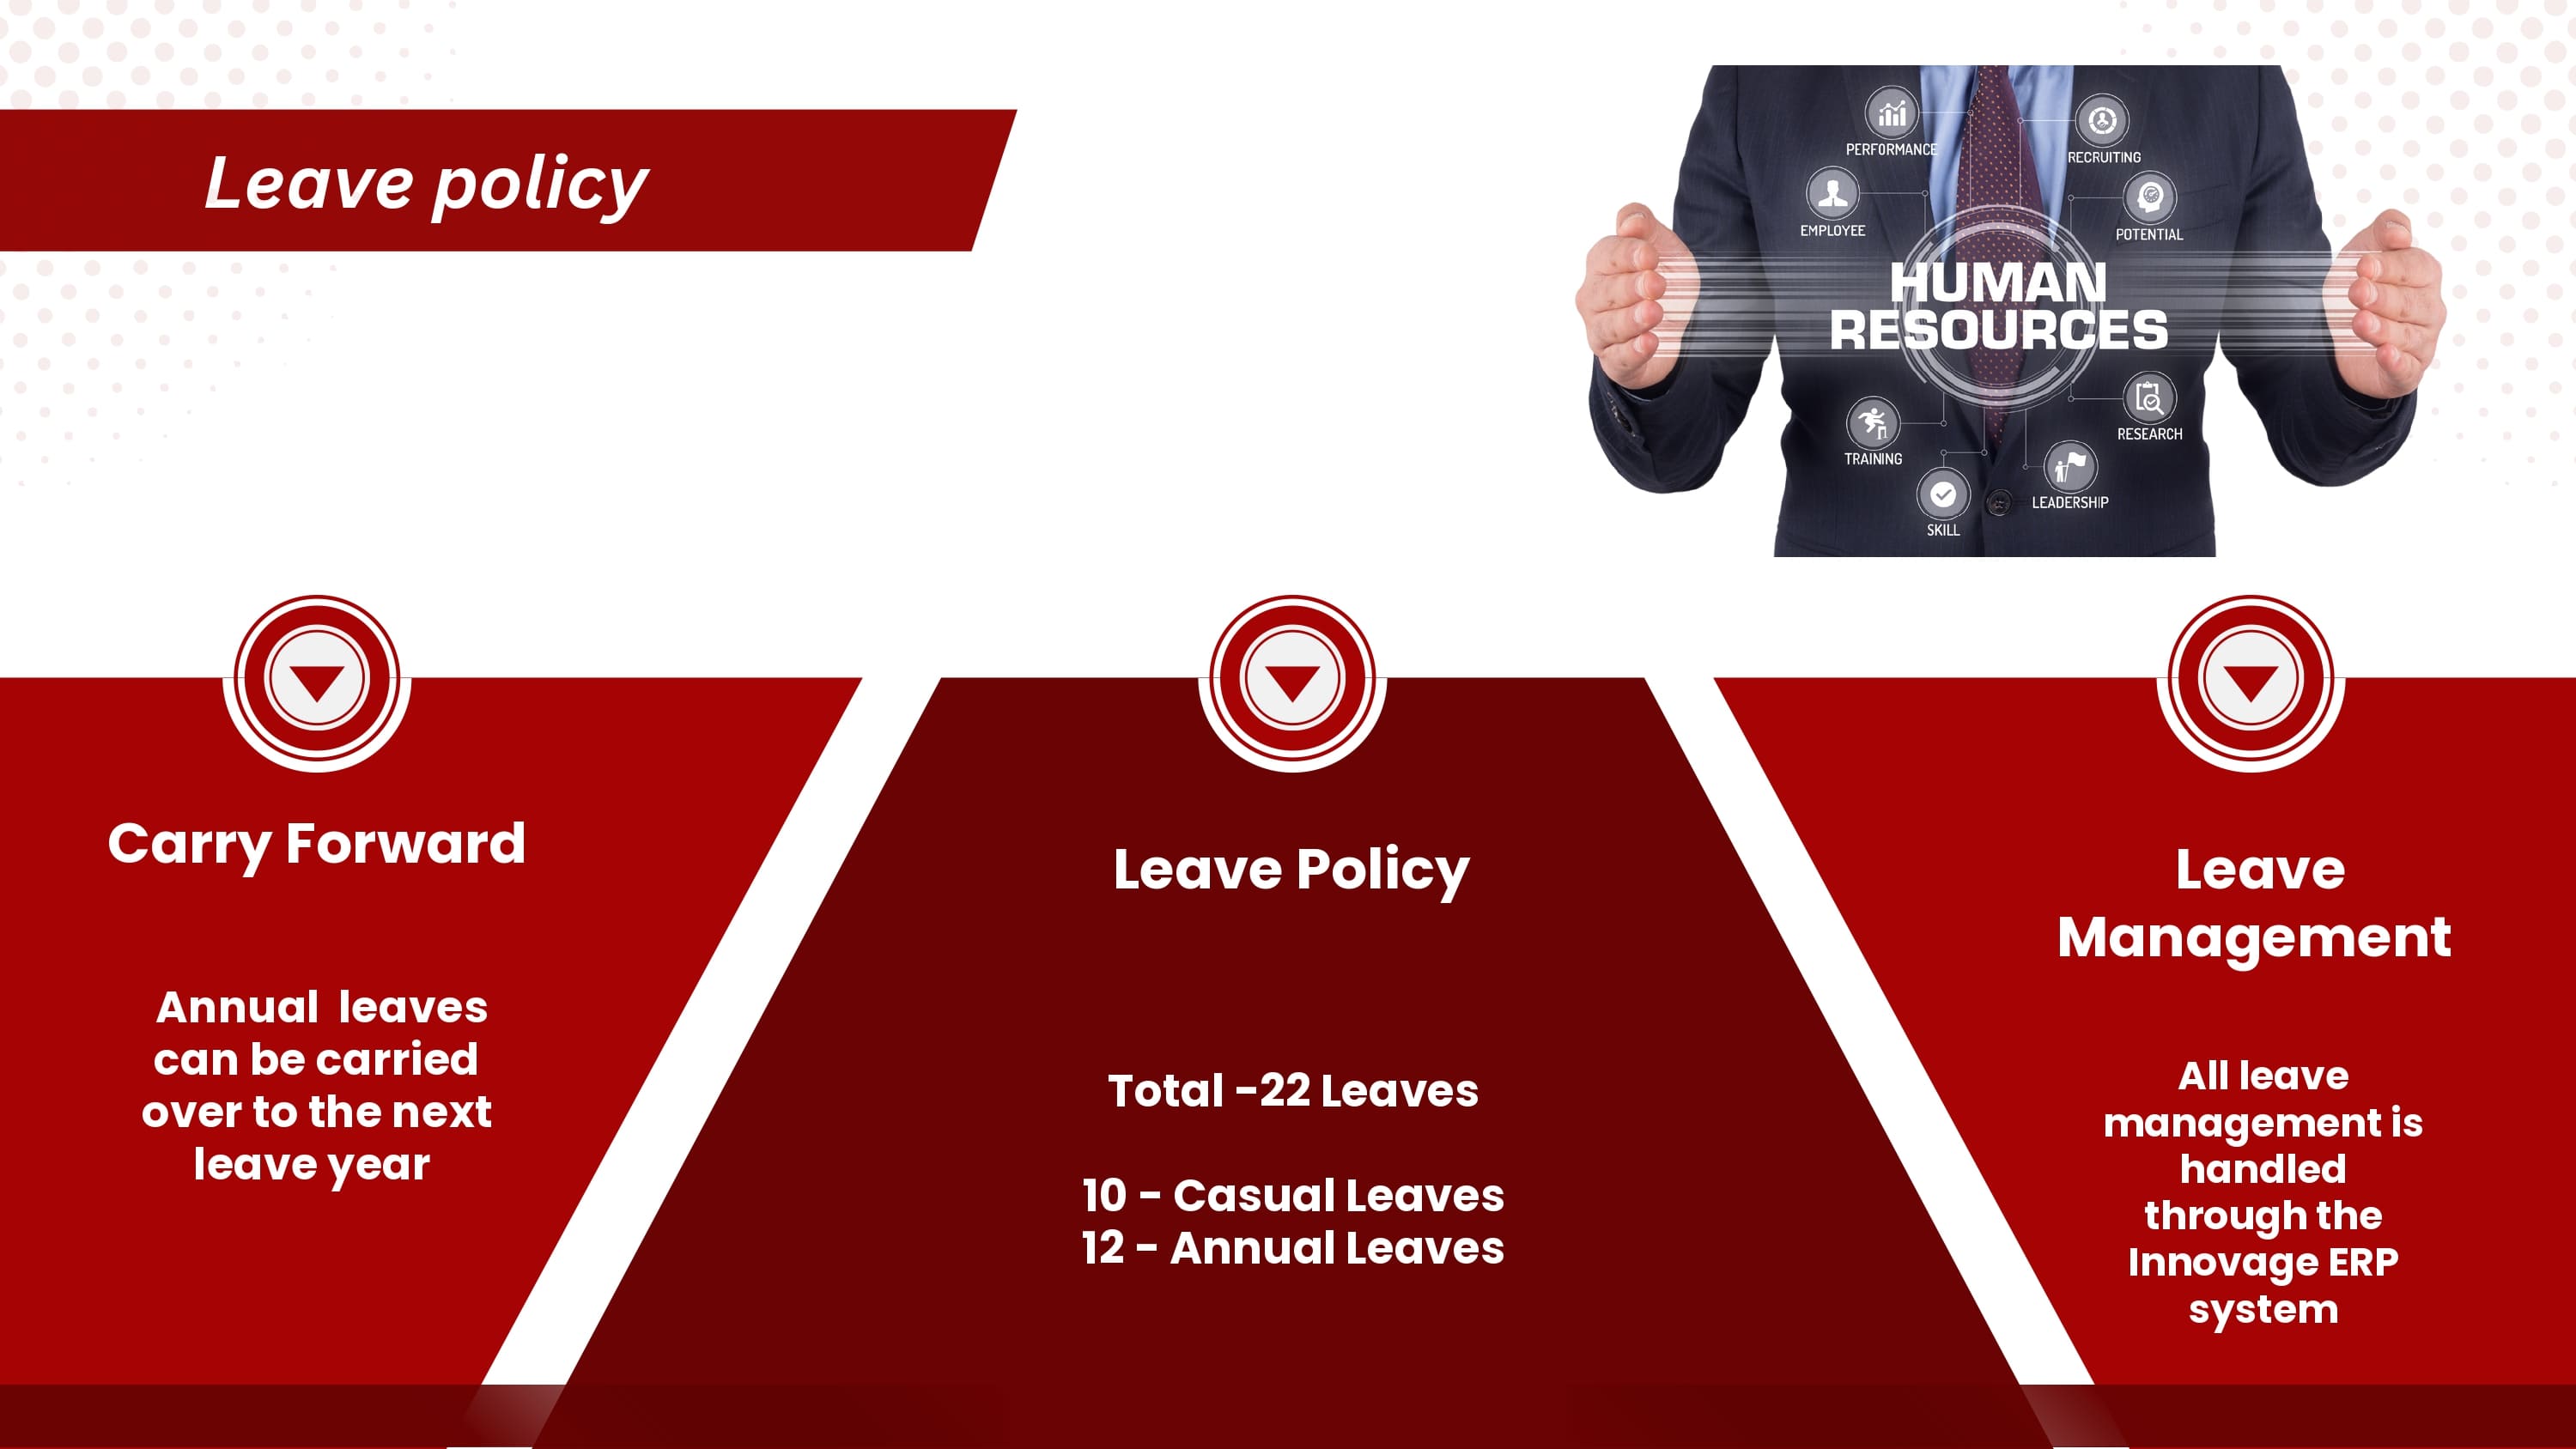 Leave policy
PERFORMANCE
RECRUITING
EMPLOYEE
POTENTIAL
HUMAN
RESOURCES
TRAINING
RESEARCH
SKILL
LEADERSHIP
Carry Forward
Annual leaves
can be carried
over to the next
leave year
Leave Policy
Total -22 Leaves
10 - Casual Leaves
12 - Annual Leaves
Leave
Management
All leave
management is
handled
through the
Innovage ERP
system